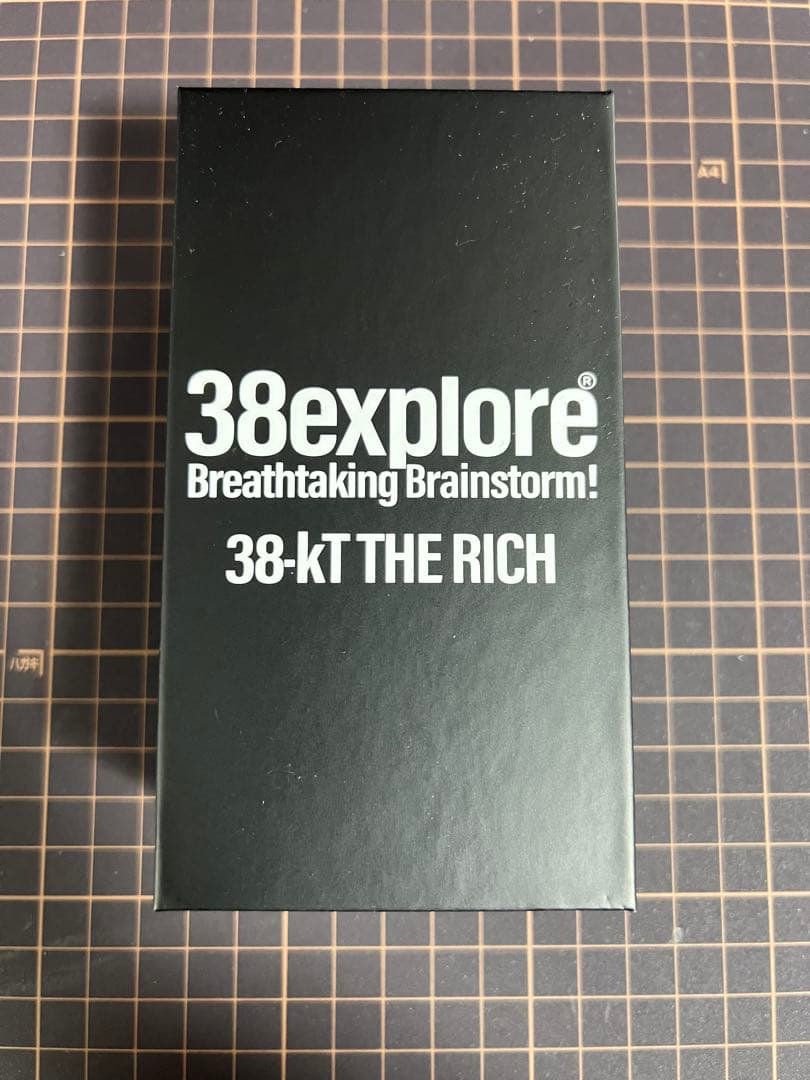 A4
38explore®
Breathtaking Brainstorm!
38-kT THE RICH
ハガキ